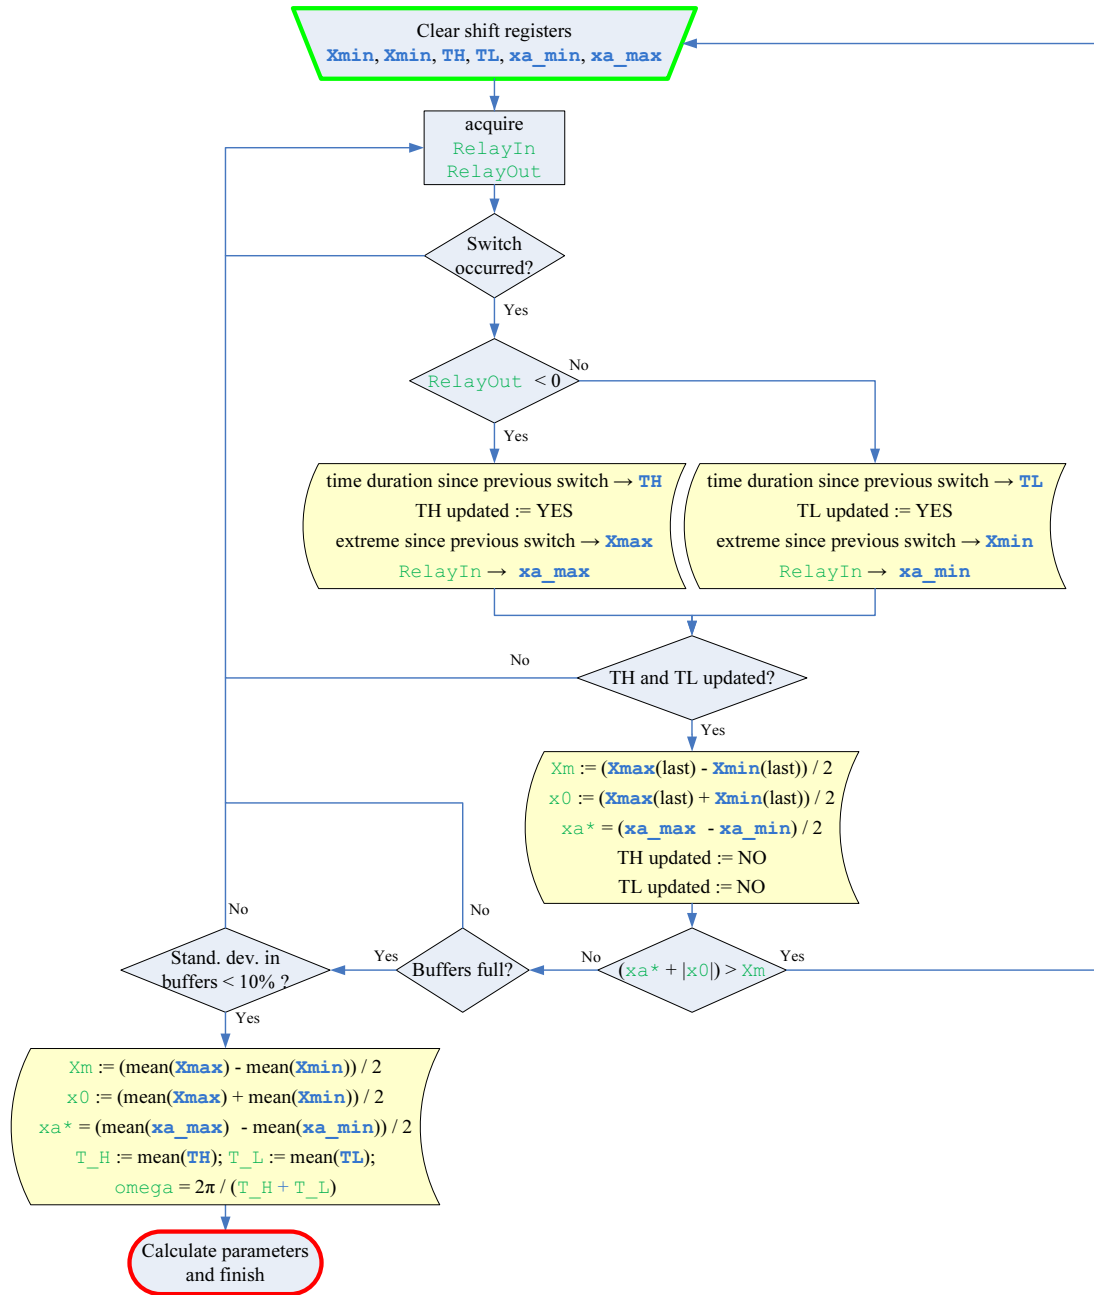 Clear shift registers
Xmin, Xmin, TH, TL, xa_min, xa_max
acquire
RelayIn
RelayOut
Switch
occurred?
Yes
RelayOut < 0
No
Yes
time duration since previous switch → TH
TH updated := YES
extreme since previous switch → Xmax
RelayIn → xa_max
time duration since previous switch → TL
TL updated := YES
extreme since previous switch → Xmin
RelayIn → xa_min
TH and TL updated?
No
Yes
Xm := (Xmax(last) - Xmin(last)) / 2
x0 := (Xmax(last) + Xmin(last)) / 2
xa* = (xa_max - xa_min) / 2
TH updated := NO
TL updated := NO
(xa* + |x0|) > Xm
Yes
No
Buffers full?
No
Yes
Stand. dev. in
buffers < 10% ?
No
Yes
Xm := (mean(Xmax) - mean(Xmin)) / 2
x0 := (mean(Xmax) + mean(Xmin)) / 2
xa* = (mean(xa_max) - mean(xa_min)) / 2
T_H := mean(TH); T_L := mean(TL);
omega = 2π / (T_H + T_L)
Calculate parameters
and finish